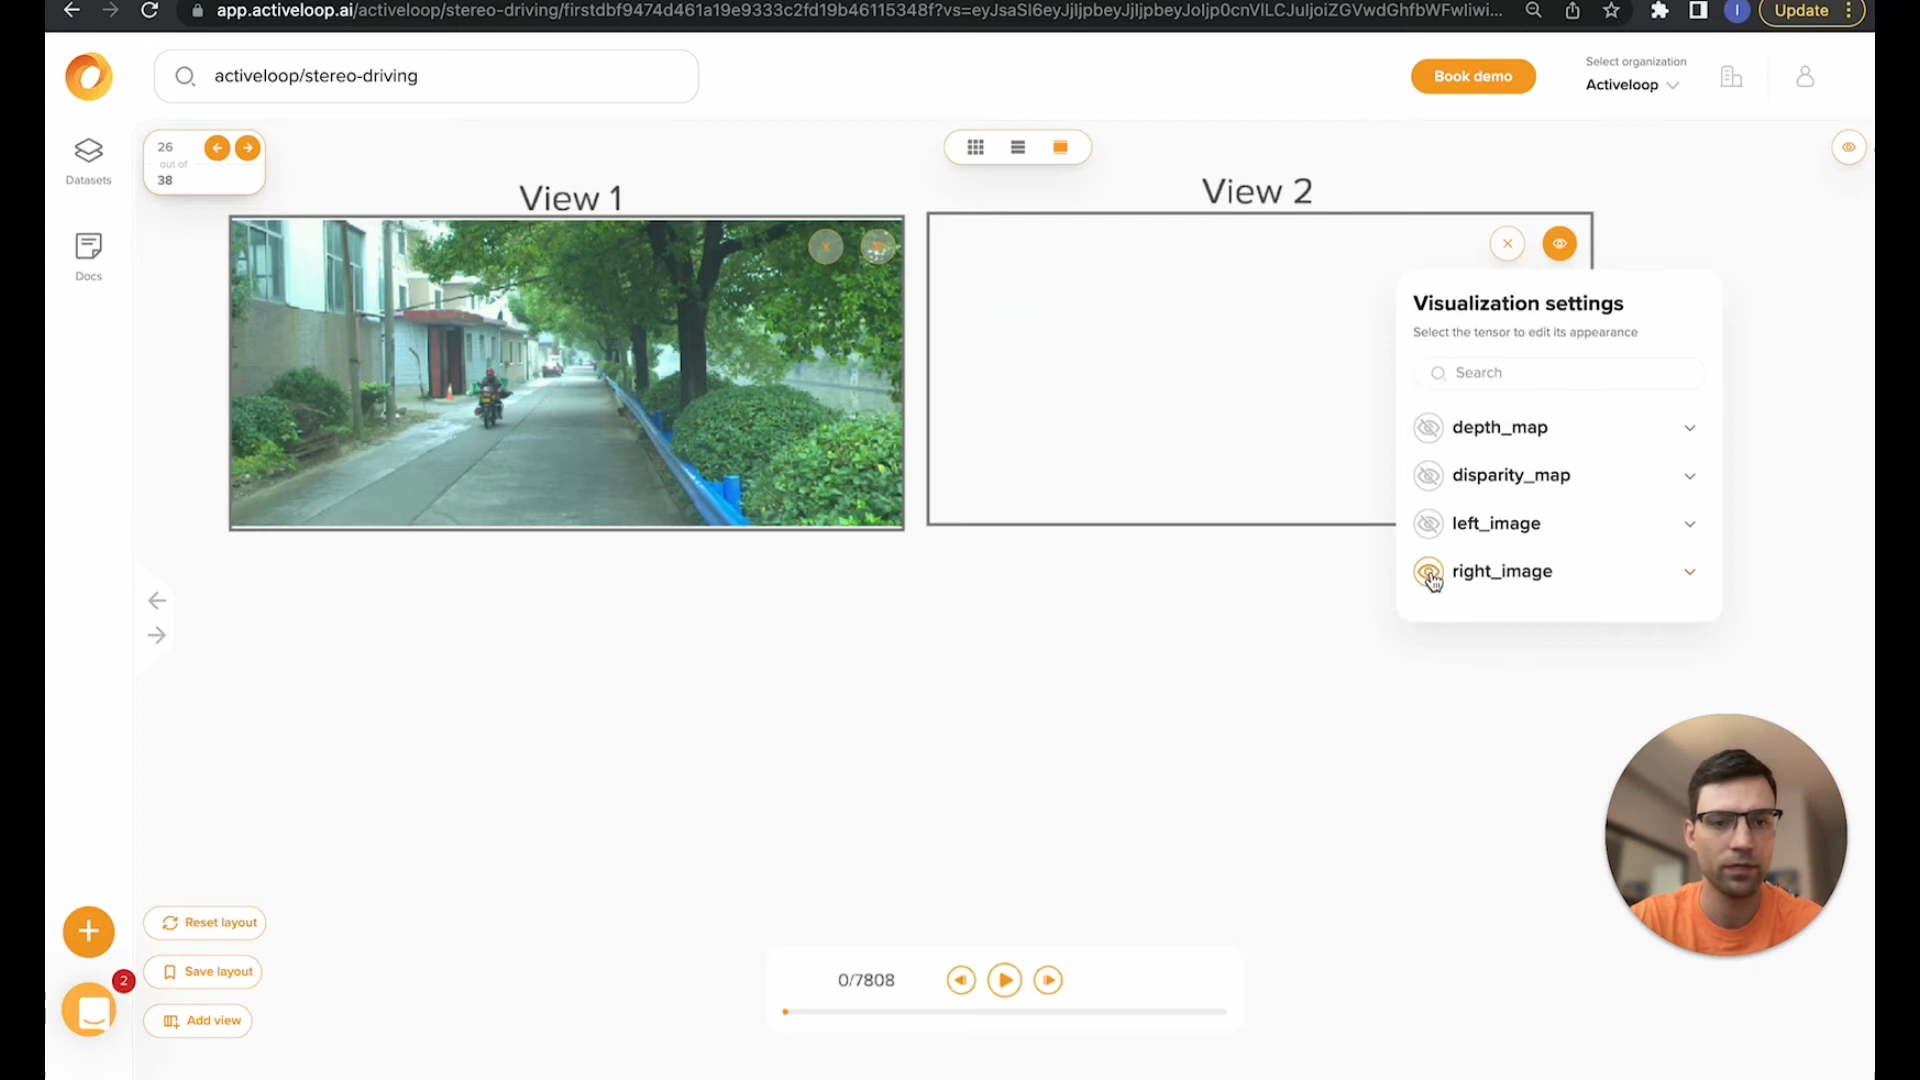 app.activeloop.ai/activeloop/stereo-driving/firstdbf9474d461a19e9333c2fd19b46115348f?vs=eyJsaSI6eyJjIjpbeyJjIjpbeyJoIjp0cnVlLCJuIjoiZGVwdGhfbWFwIiwi...
Update
I
activeloop/stereo-driving
Book demo
Select organization
Activeloop
Datasets
Docs
26
out of
38
View 1
View 2
Visualization settings
Select the tensor to edit its appearance
Search
depth_map
disparity_map
left_image
right_image
2
Reset layout
Save layout
Add view
0/7808